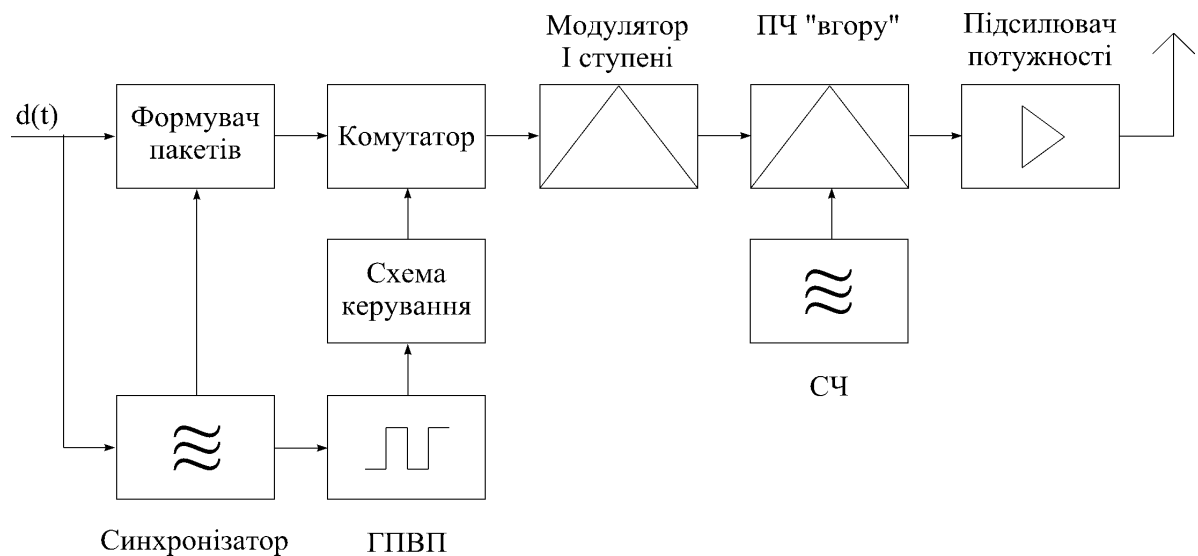 Модулятор
І ступені
ПЧ "вгору"
Підсилювач
потужності
d(t)
Формувач
пакетів
Комутатор
Схема
керування
СЧ
Синхронізатор
ГПВП